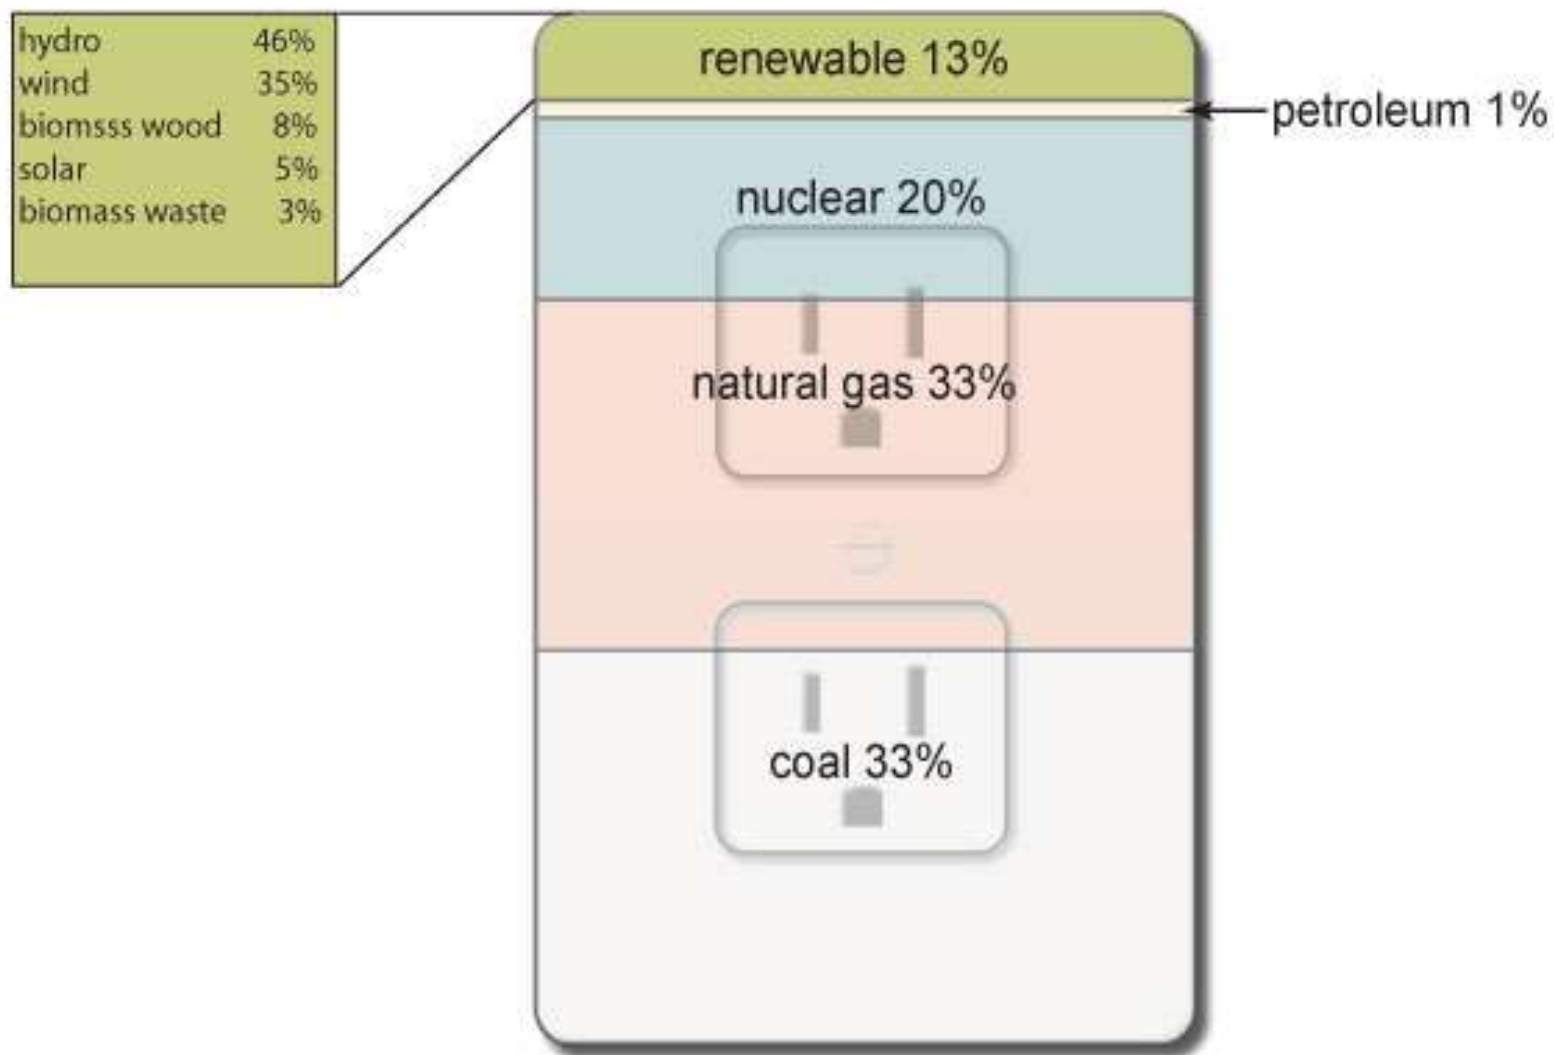 hydro 46%
wind 35%
biomsss wood 8%
solar 5%
biomass waste 3%
renewable 13%
petroleum 1%
nuclear 20%
natural gas 33%
coal 33%